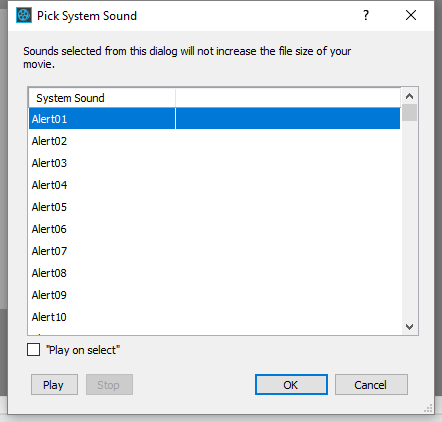 Pick System Sound
Sounds selected from this dialog will not increase the file size of your
movie.
System Sound
Alert01
Alert02
Alert03
Alert04
Alert05
Alert06
Alert07
Alert08
Alert09
Alert10
"Play on select"
Play Stop OK Cancel